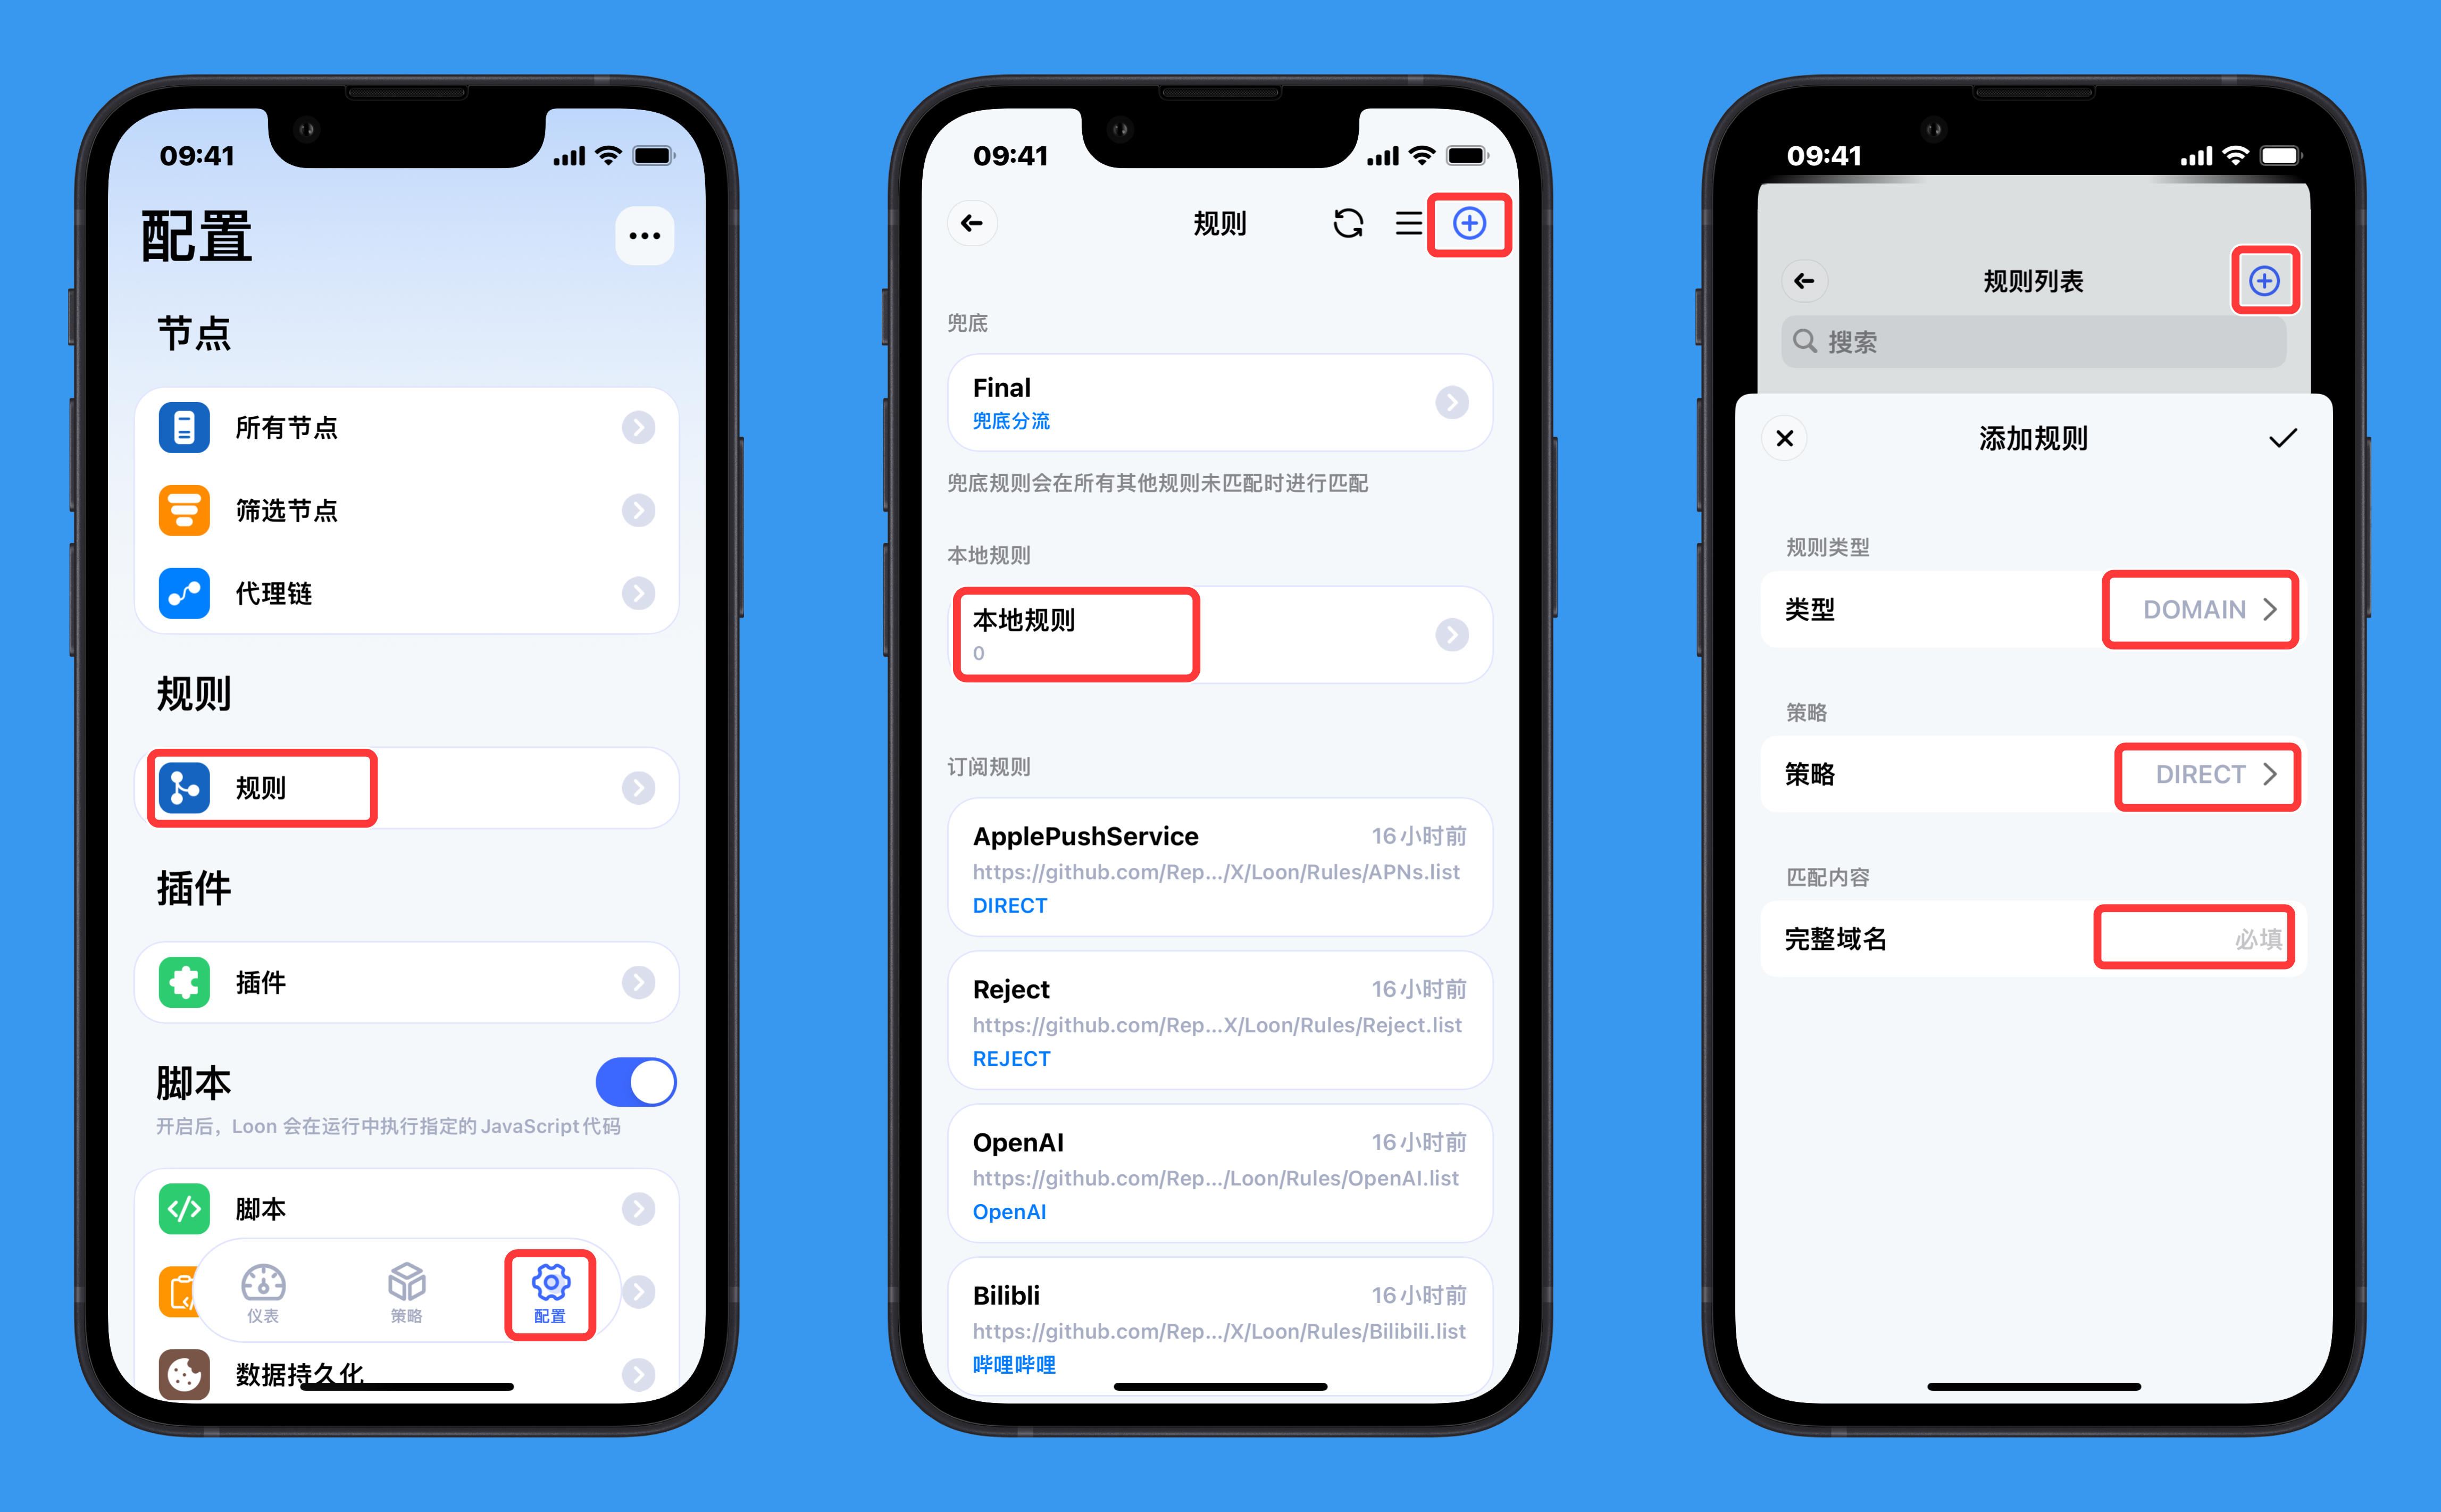 09:41
配置
节点
所有节点
筛选节点
代理链
规则
规则
插件
插件
脚本
开启后，Loon 会在运行中执行指定的 JavaScript 代码
脚本
仪表
策略
配置
数据持久化
09:41
规则
兜底
Final
兜底分流
兜底规则会在所有其他规则未匹配时进行匹配
本地规则
本地规则
0
订阅规则
ApplePushService 16 小时前
https://github.com/Rep.../X/Loon/Rules/APNs.list
DIRECT
Reject 16 小时前
https://github.com/Rep...X/Loon/Rules/Reject.list
REJECT
OpenAI 16 小时前
https://github.com/Rep.../Loon/Rules/OpenAI.list
OpenAI
Bilibli 16 小时前
https://github.com/Rep.../X/Loon/Rules/Bilibili.list
哔哩哔哩
09:41
规则列表
搜索
添加规则
规则类型
类型 DOMAIN
策略
策略 DIRECT
匹配内容
完整域名 必填